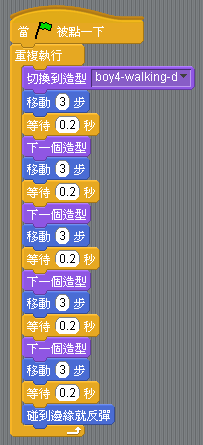 當 被點一下
重複執行
切換到造型 boy4-walking-d
移動 3 步
等待 0.2 秒
下一個造型
移動 3 步
等待 0.2 秒
下一個造型
移動 3 步
等待 0.2 秒
下一個造型
移動 3 步
等待 0.2 秒
下一個造型
移動 3 步
等待 0.2 秒
碰到邊緣就反彈